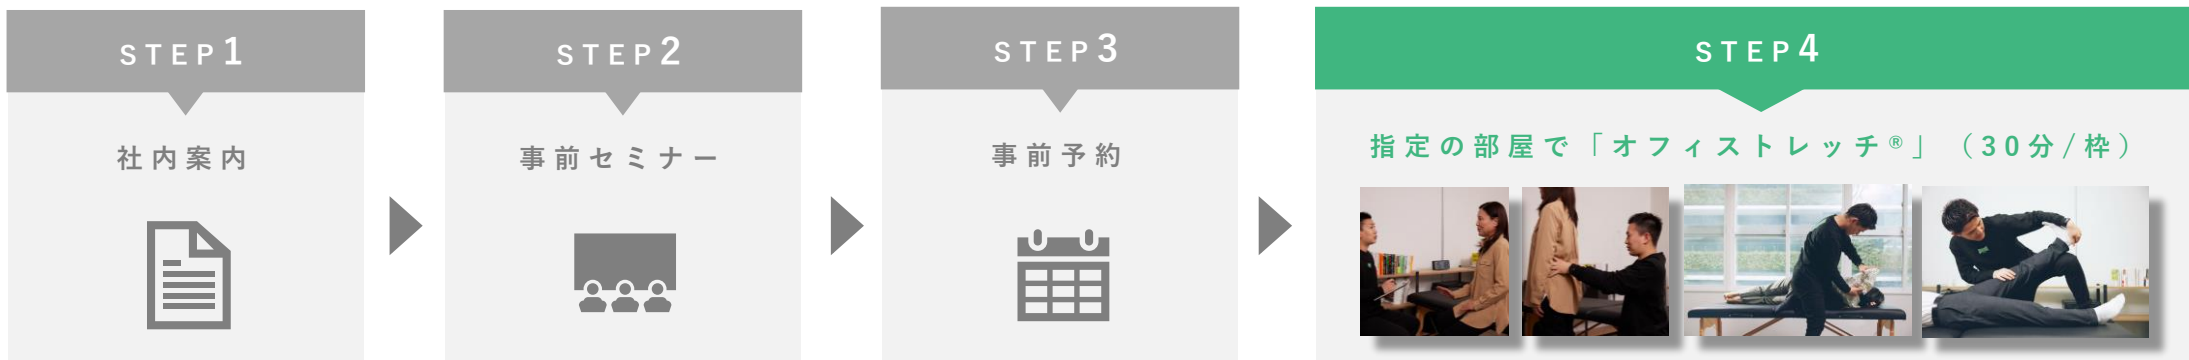 STEP1
社内案内
STEP2
事前セミナー
STEP3
事前予約
STEP4
指定の部屋で「オフィストレッチ®」（30分/枠）